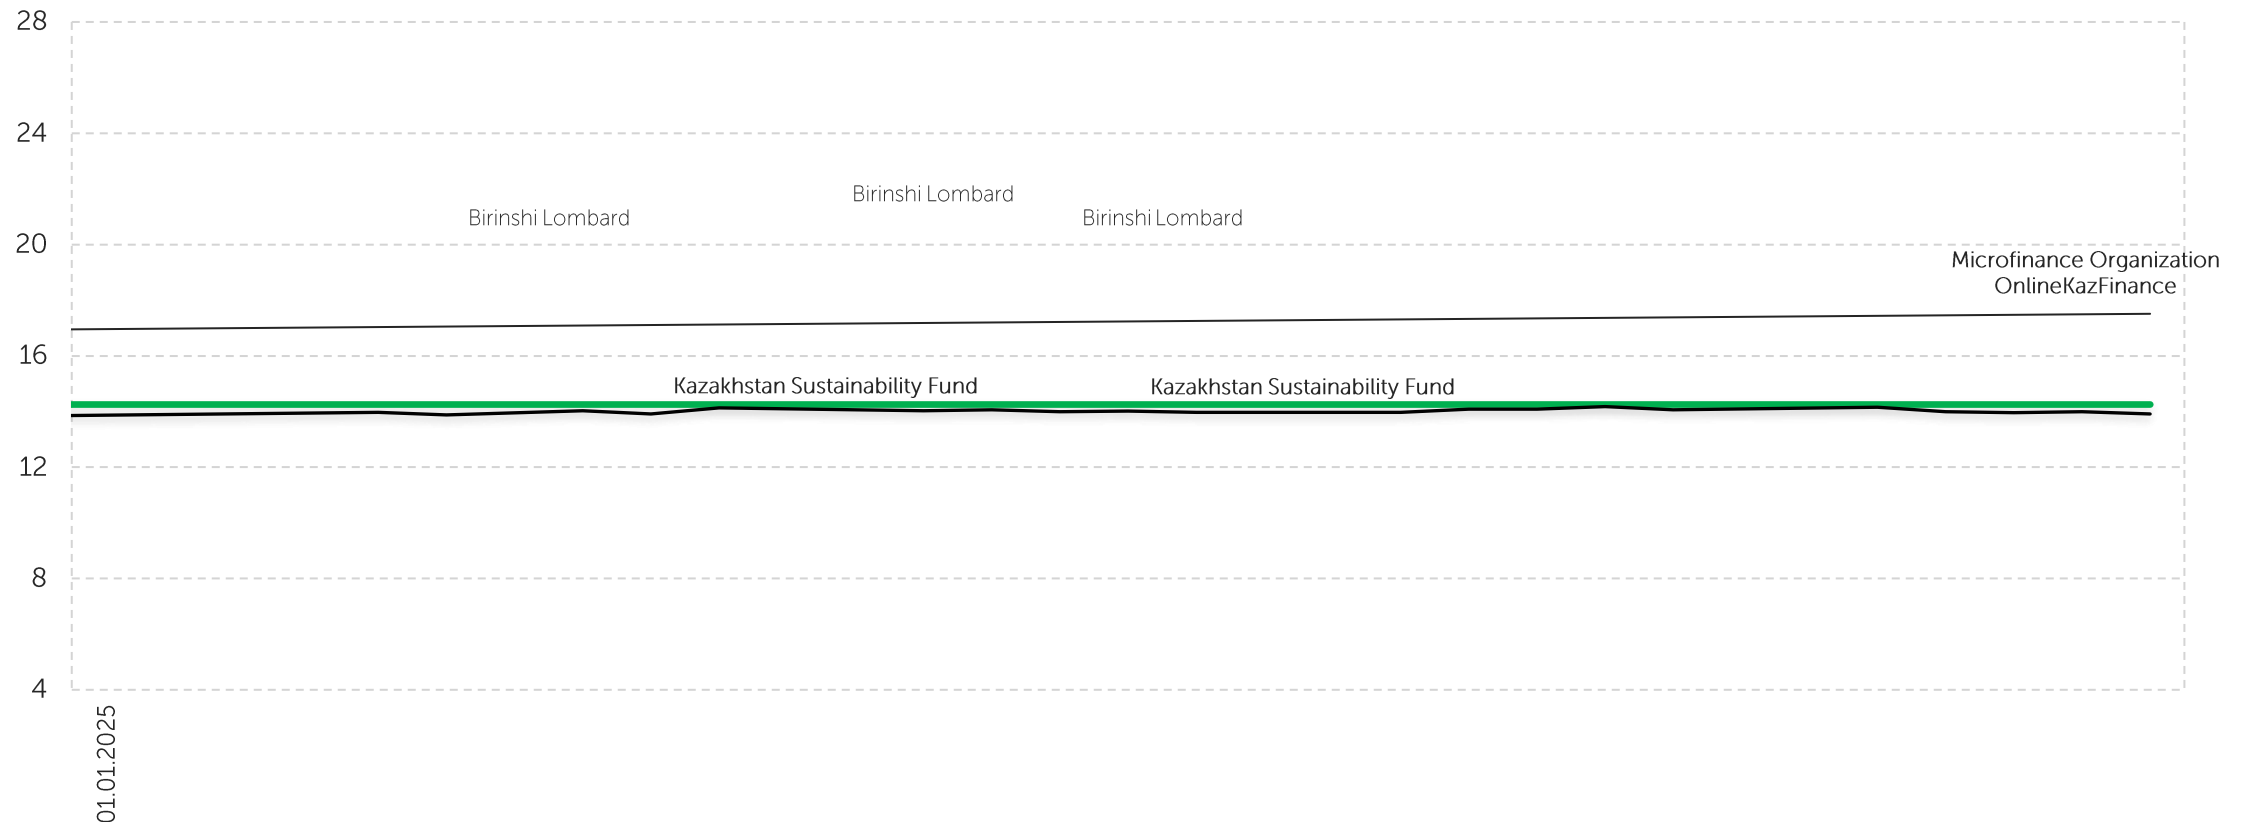 28
24
Birinshi Lombard
Birinshi Lombard
Birinshi Lombard
20
Microfinance Organization
OnlineKazFinance
16
Kazakhstan Sustainability Fund
Kazakhstan Sustainability Fund
12
8
4
01.01.2025